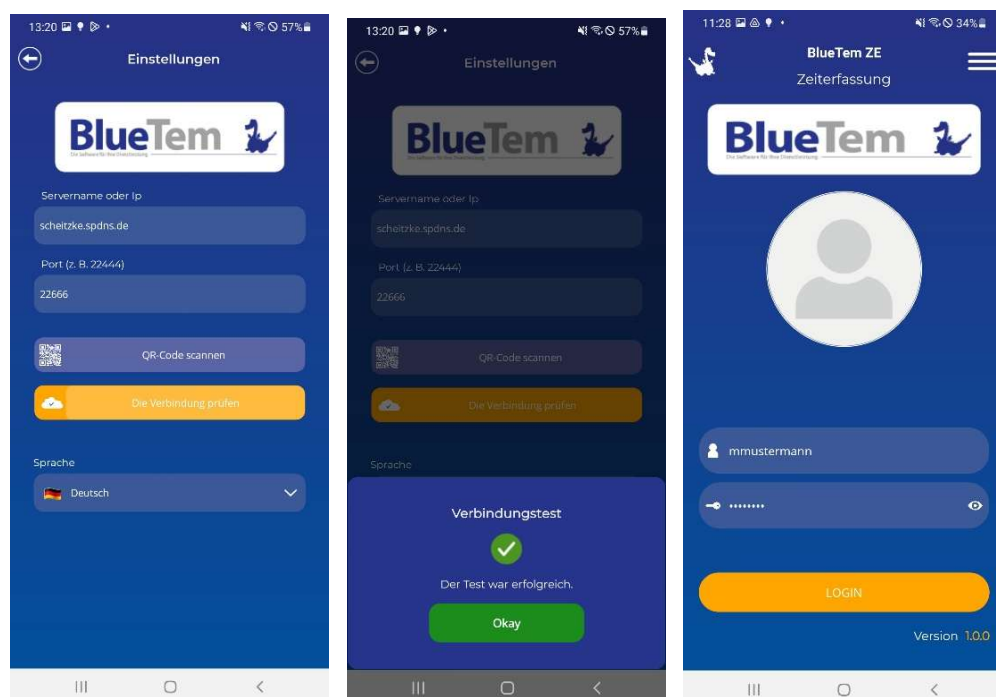 13:20
57%
Einstellungen
BlueTem
Servername oder Ip
scheitzke.spdns.de
Port (z. B. 22444)
22666
QR-Code scannen
Die Verbindung prüfen
Sprache
Deutsch
13:20
57%
Einstellungen
BlueTem
Servername oder Ip
scheitzke.spdns.de
Port (z. B. 22444)
22666
QR-Code scannen
Die Verbindung prüfen
Sprache
Verbindungstest
Der Test war erfolgreich.
Okay
11:28
34%
BlueTem ZE
Zeiterfassung
BlueTem
mmustermann
LOGIN
Version 1.0.0